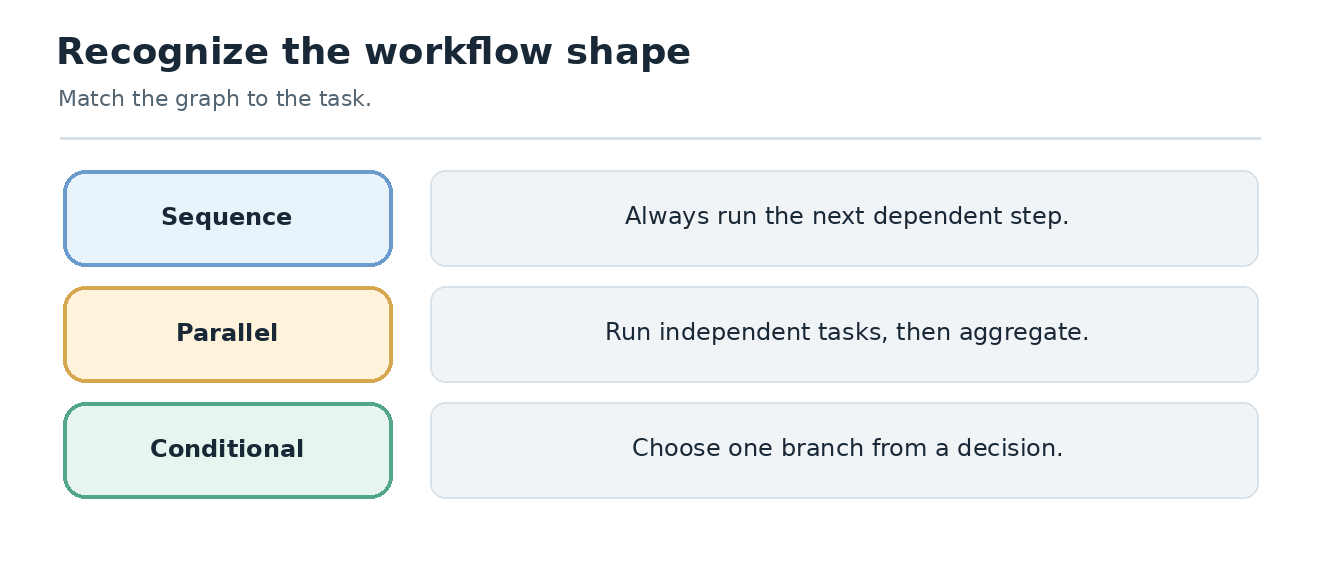 Recognize the workflow shape
Match the graph to the task.
Sequence
Always run the next dependent step.
Parallel
Run independent tasks, then aggregate.
Conditional
Choose one branch from a decision.